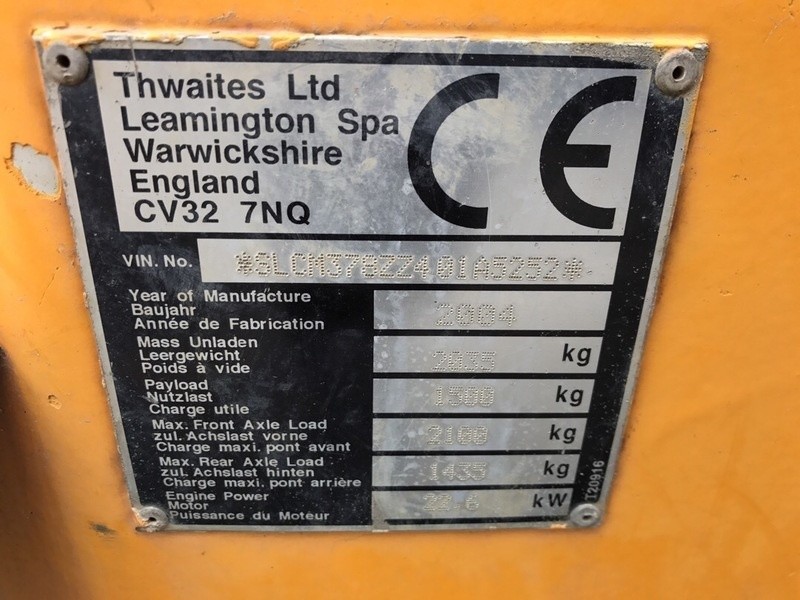 Thwaites Ltd
Leamington Spa
Warwickshire
England
CV32 7NQ
CE
VIN. No. *SLCM378ZZ401A5252*
Year of Manufacture
Baujahr 2004
Année de Fabrication
Mass Unladen
Leergewicht 2035 kg
Poids à vide
Payload
Nutzlast 1500 kg
Charge utile
Max. Front Axle Load
zul. Achslast vorne 2100 kg
Charge maxi. pont avant
Max. Rear Axle Load
zul. Achslast hinten 1435 kg
Charge maxi. pont arrière
Engine Power
Motor kW
Puissance du Moteur
T20916